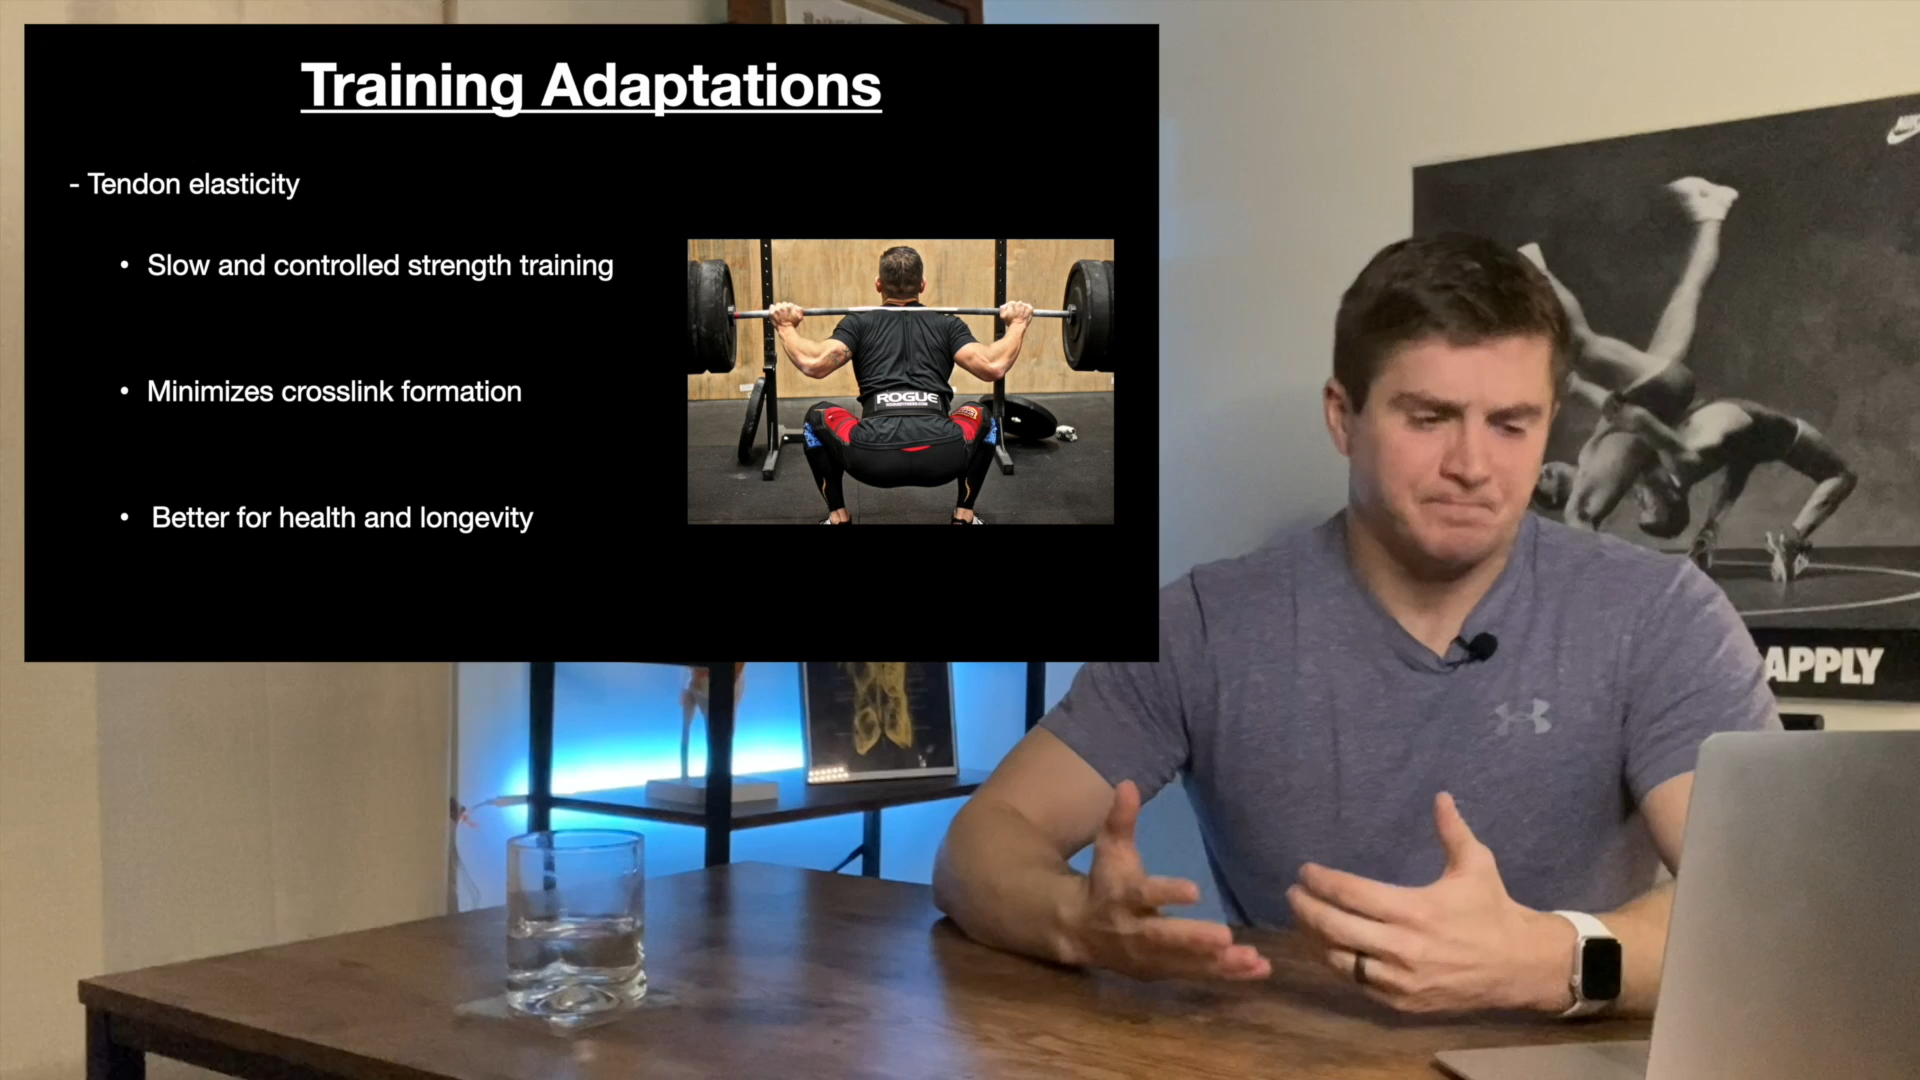 Training Adaptations
- Tendon elasticity
• Slow and controlled strength training
• Minimizes crosslink formation
• Better for health and longevity
ROGUE
APPLY